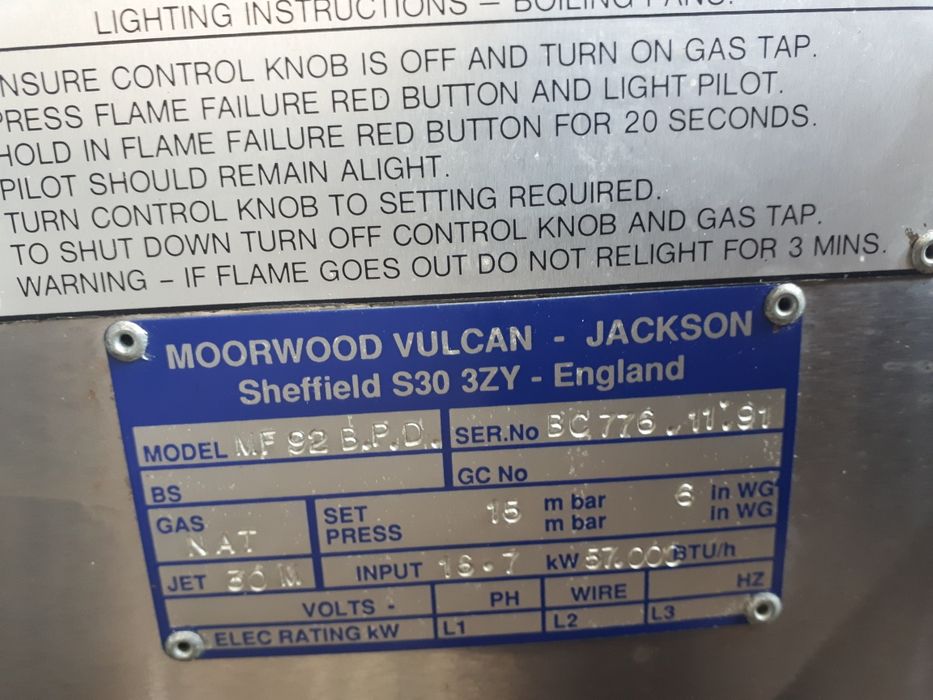 LIGHTING INSTRUCTIONS – BOILING PANS.
NSURE CONTROL KNOB IS OFF AND TURN ON GAS TAP.
PRESS FLAME FAILURE RED BUTTON AND LIGHT PILOT.
HOLD IN FLAME FAILURE RED BUTTON FOR 20 SECONDS.
PILOT SHOULD REMAIN ALIGHT.
TURN CONTROL KNOB TO SETTING REQUIRED.
TO SHUT DOWN TURN OFF CONTROL KNOB AND GAS TAP.
WARNING – IF FLAME GOES OUT DO NOT RELIGHT FOR 3 MINS.
MOORWOOD VULCAN - JACKSON
Sheffield S30 3ZY - England
MODEL MF 92 B.P.D. SER.No BC776.11.91
BS GC No
GAS NAT SET PRESS 15 m bar 6 in WG
m bar in WG
JET 30M INPUT 16.7 kW 57.000 BTU/h
VOLTS - PH WIRE HZ
ELEC RATING kW L1 L2 L3